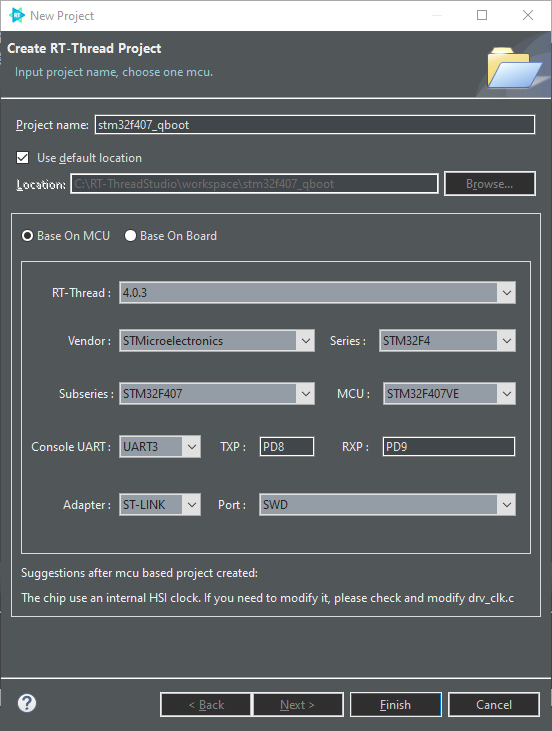 RT New Project
Create RT-Thread Project
Input project name, choose one mcu.
Project name: stm32f407_qboot
Use default location
Location: C:\RT-ThreadStudio\workspace\stm32f407_qboot Browse...
Base On MCU Base On Board
RT-Thread : 4.0.3
Vendor : STMicroelectronics Series : STM32F4
Subseries : STM32F407 MCU : STM32F407VE
Console UART : UART3 TXP : PD8 RXP : PD9
Adapter : ST-LINK Port : SWD
Suggestions after mcu based project created:
The chip use an internal HSI clock. If you need to modify it, please check and modify drv_clk.c
? < Back Next > Finish Cancel